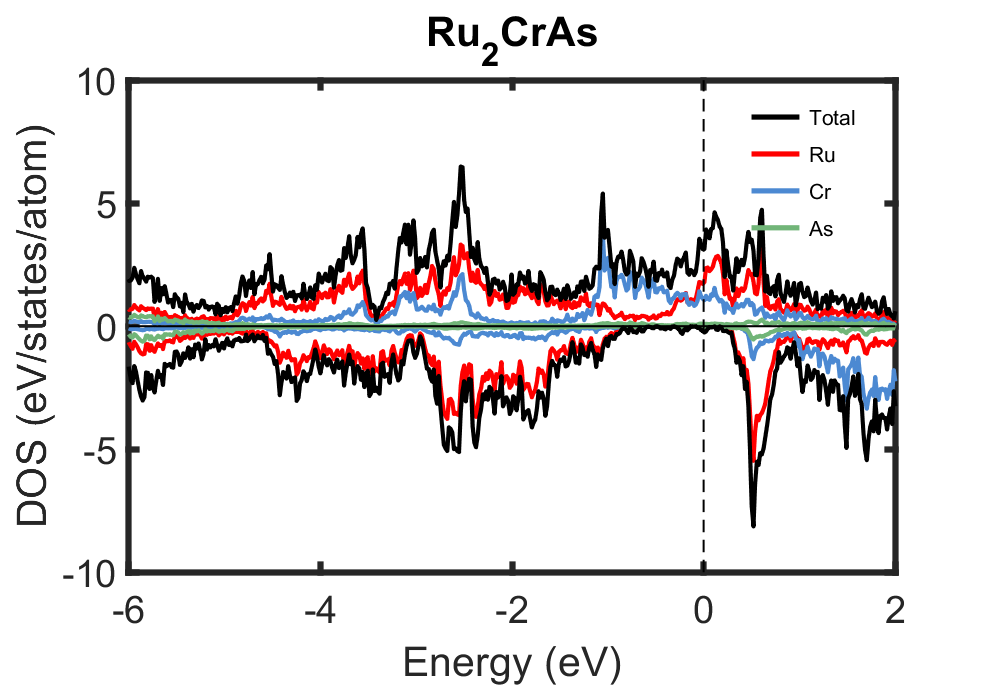 Ru2CrAs
10
5
0
-5
-10
DOS (eV/states/atom)
Total
Ru
Cr
As
-6
-4
-2
0
2
Energy (eV)